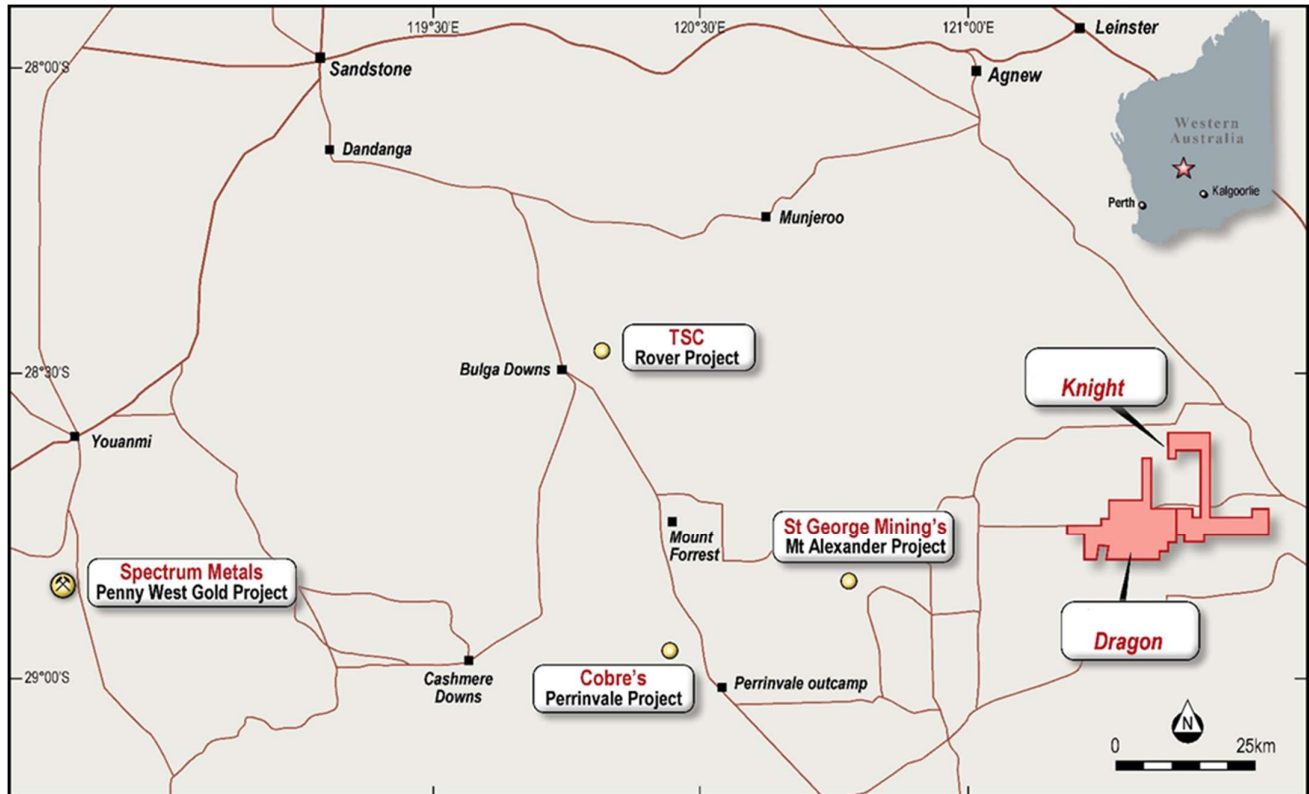 119°30'E
120°30'E
121°00'E
Leinster
28°00'S
Sandstone
Agnew
Western
Australia
Dandanga
Kalgoorlie
Perth
Munjeroo
TSC
Rover Project
Bulga Downs
28°30'S
Knight
Youanmi
St George Mining's
Mt Alexander Project
Mount
Forrest
Spectrum Metals
Penny West Gold Project
Dragon
Cobre's
Perrinvale Project
Cashmere
Downs
29°00'S
Perrinvale outcamp
N
0
25km